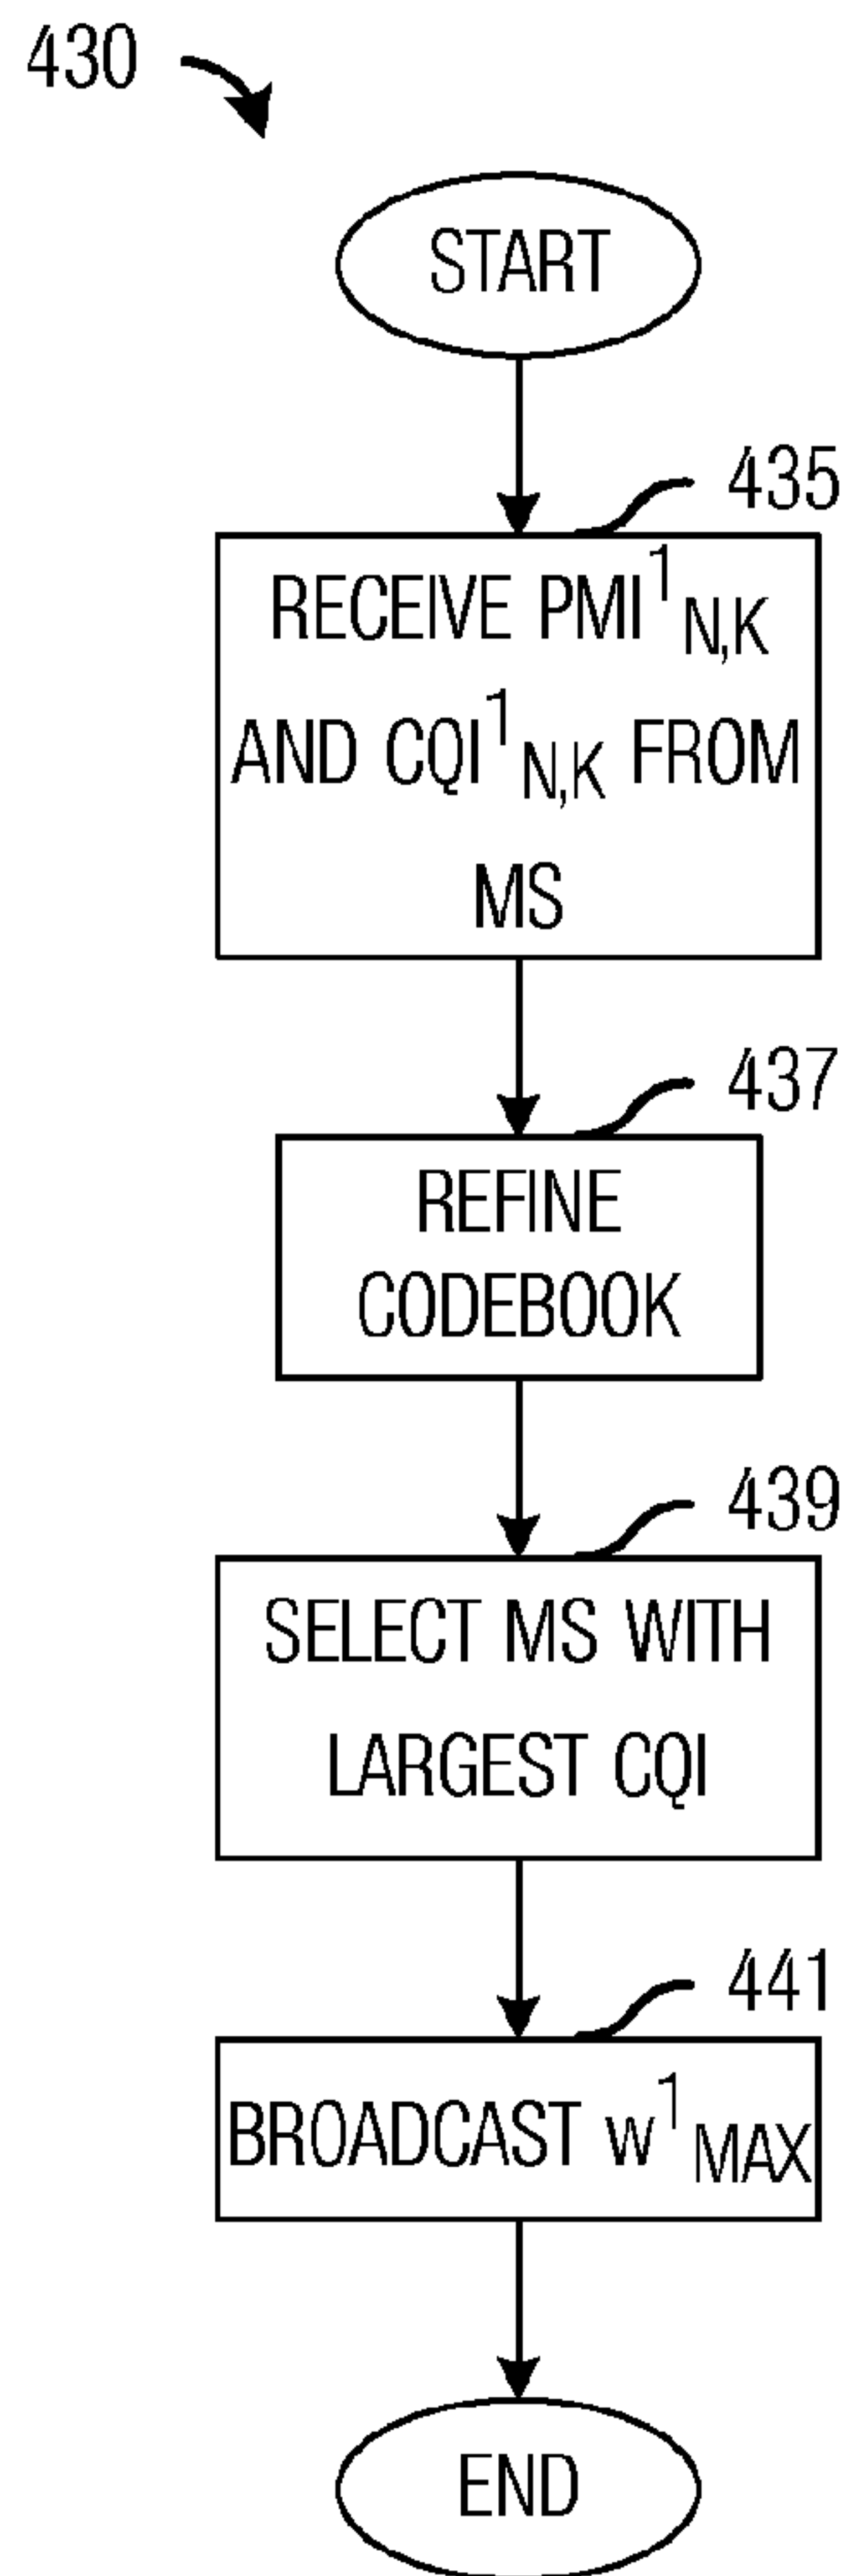 430
START
435
RECEIVE PMI¹N,K
AND CQI¹N,K FROM
MS
437
REFINE
CODEBOOK
439
SELECT MS WITH
LARGEST CQI
441
BROADCAST w¹MAX
END